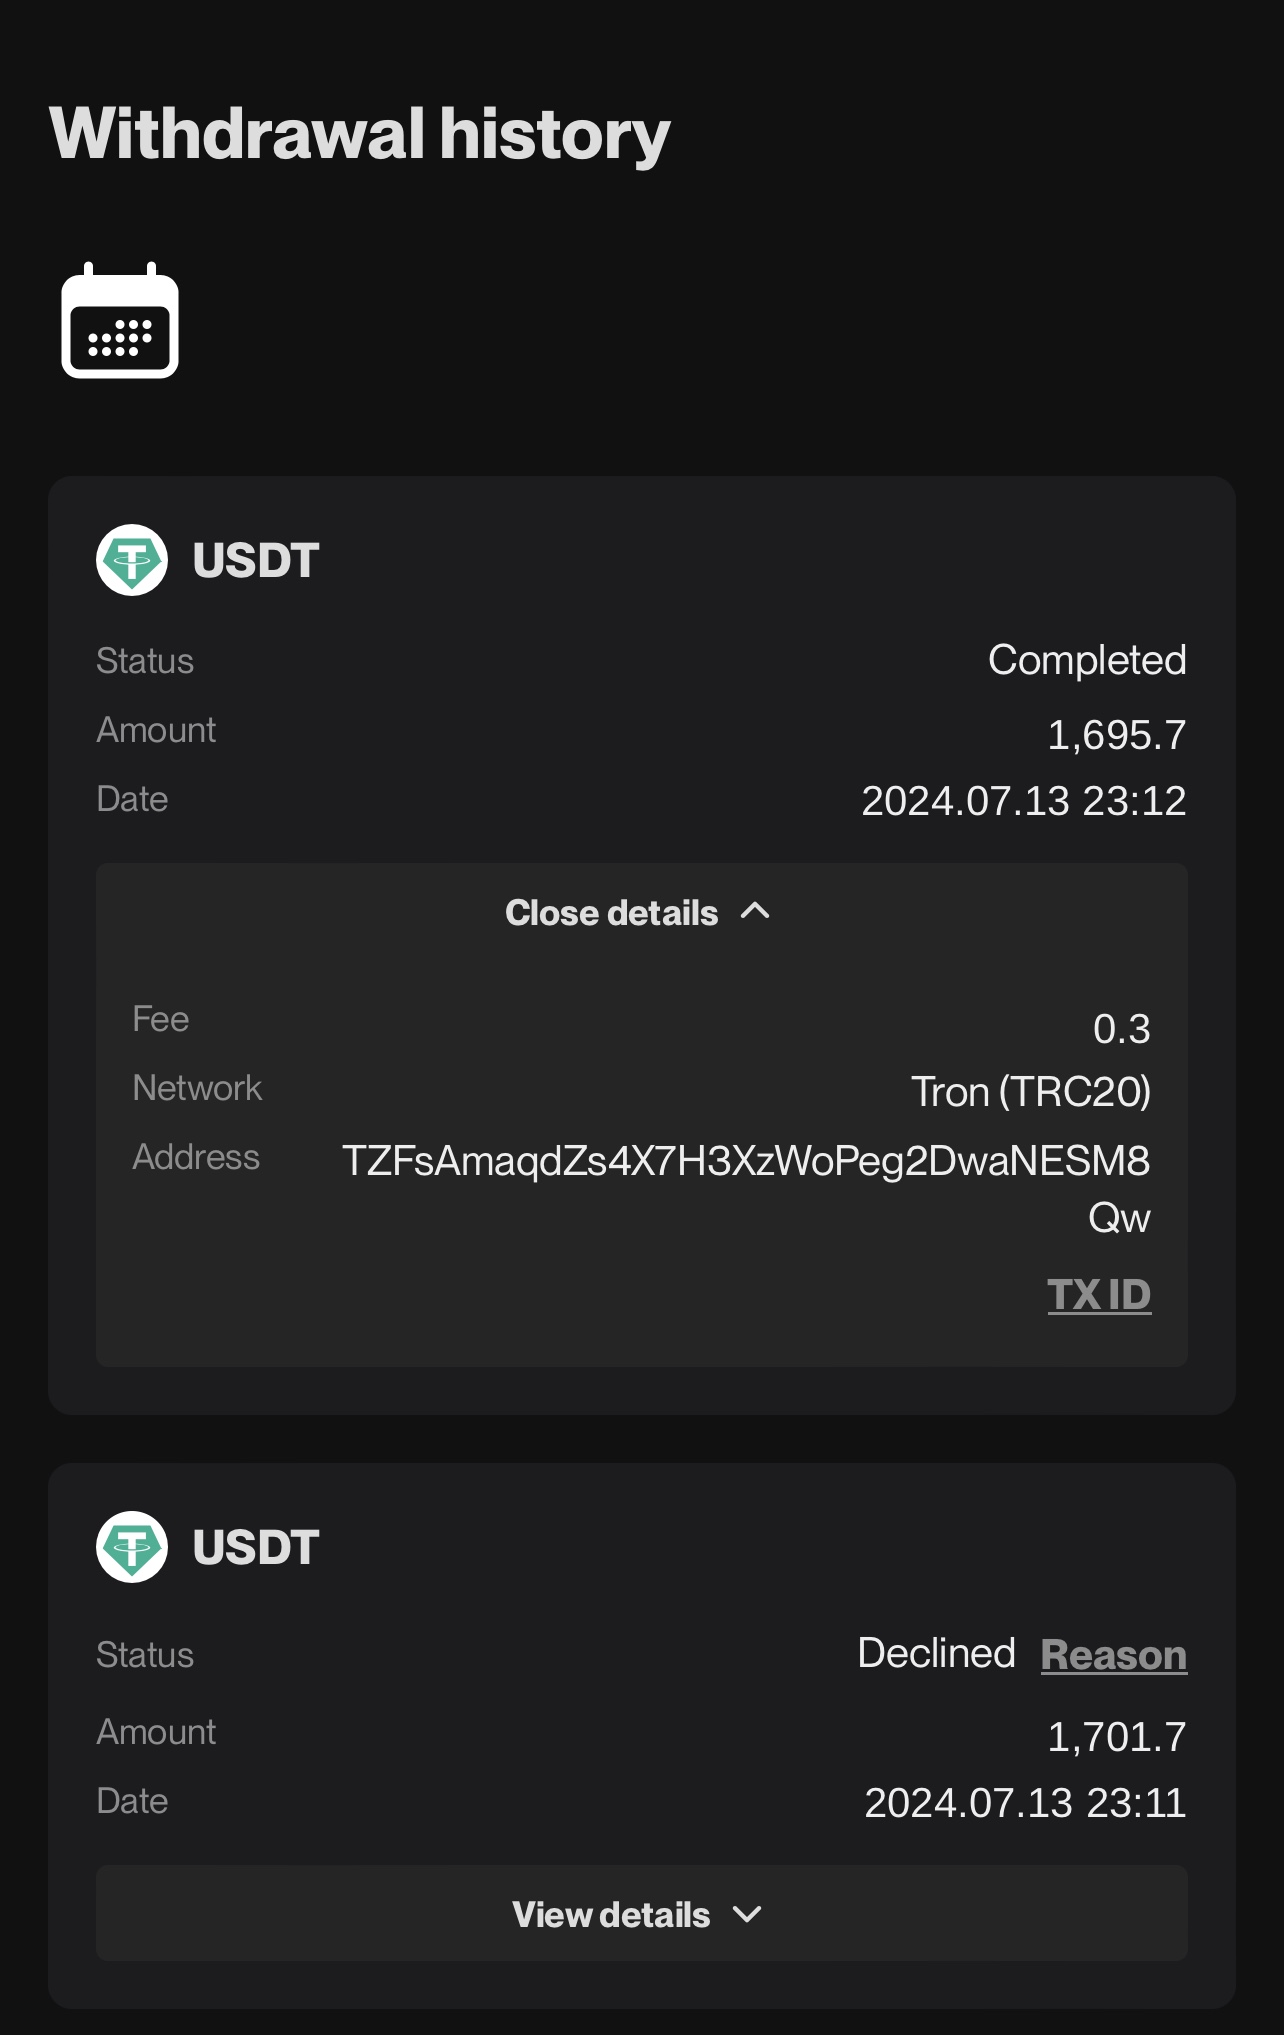 Withdrawal history
USDT
Status Completed
Amount 1,695.7
Date 2024.07.13 23:12
Close details
Fee 0.3
Network Tron (TRC20)
Address TZFsAmaqdZs4X7H3XzWoPeg2DwaNESM8
Qw
TX ID
USDT
Status Declined Reason
Amount 1,701.7
Date 2024.07.13 23:11
View details